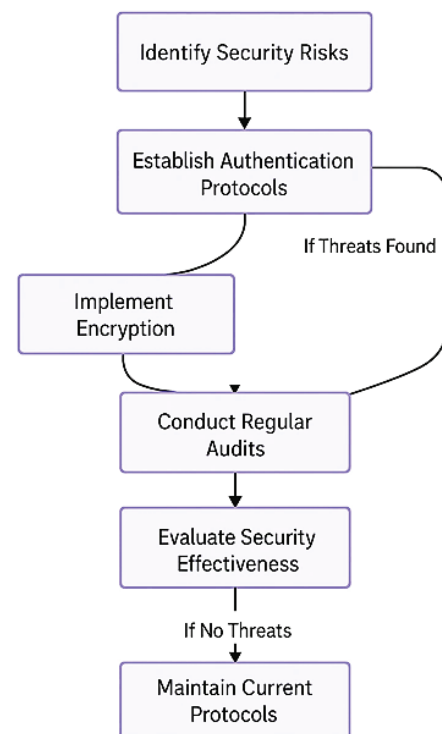 Identify Security Risks
Establish Authentication
Protocols
If Threats Found
Implement
Encryption
Conduct Regular
Audits
Evaluate Security
Effectiveness
If No Threats
Maintain Current
Protocols